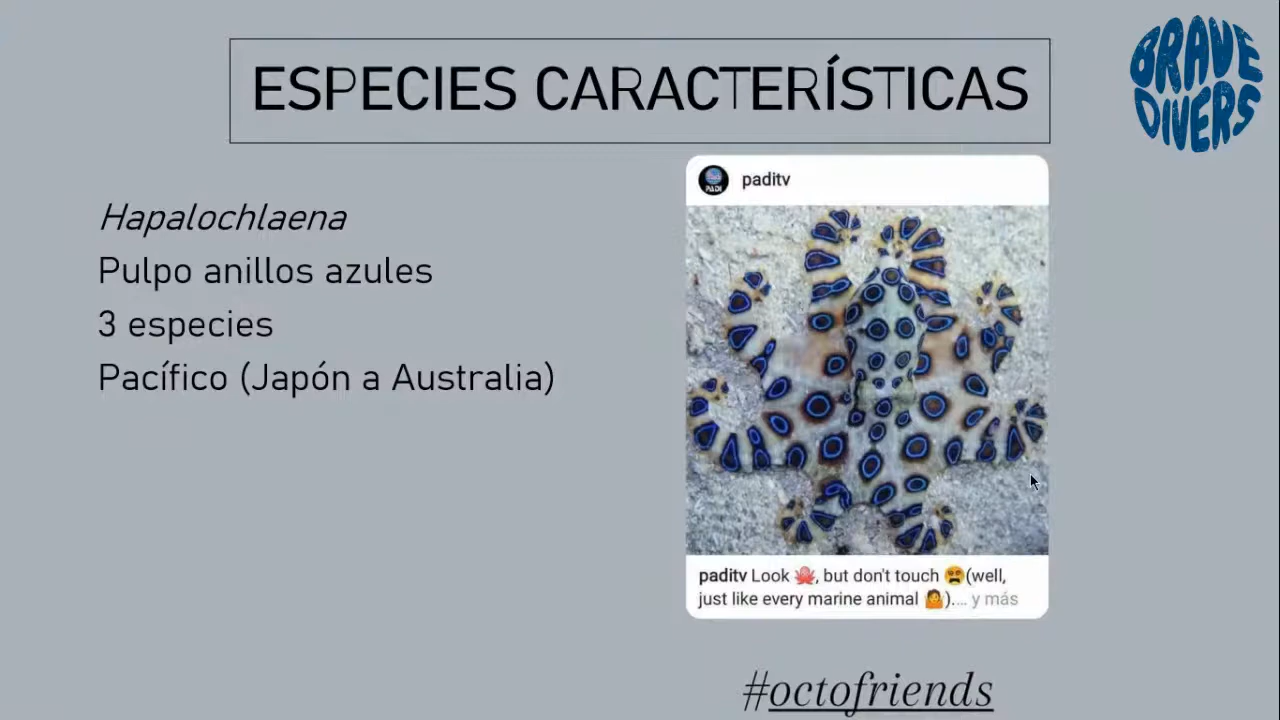 ESPECIES CARACTERÍSTICAS
BRAVE
DIVERS
Hapalochlaena
Pulpo anillos azules
3 especies
Pacífico (Japón a Australia)
PADI
paditv
paditv Look 🐙, but don't touch 😵(well,
just like every marine animal 🤷).... y más
#octofriends